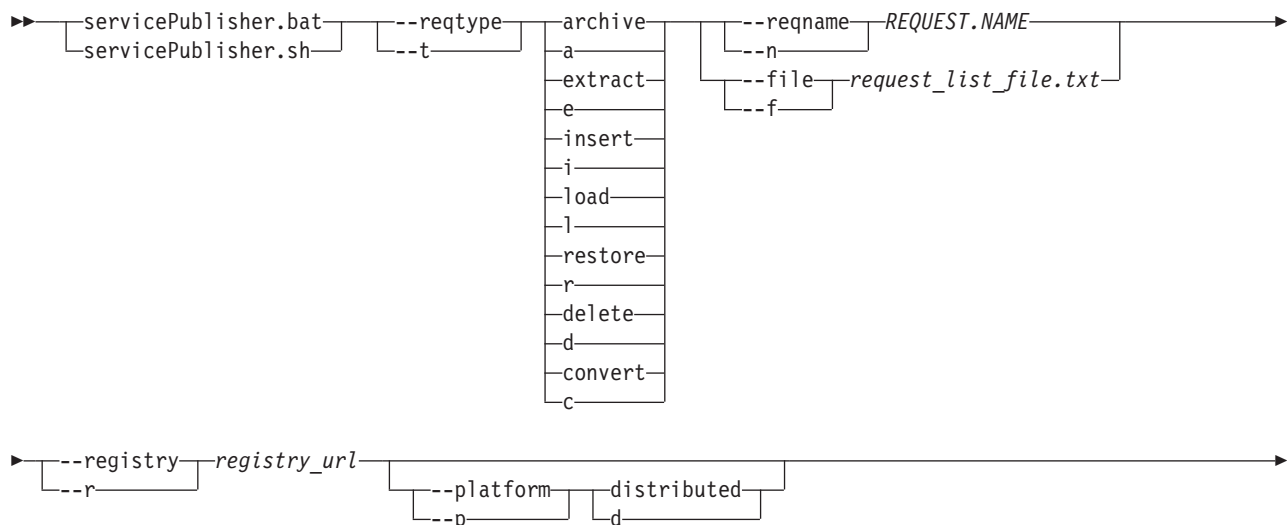 servicePublisher.bat --reqtype archive --reqname REQUEST.NAME
servicePublisher.sh --t a --n
extract --file request_list_file.txt
e --f
insert
i
load
l
restore
r
delete
d
convert
c
--registry registry_url --platform distributed
--r --p d